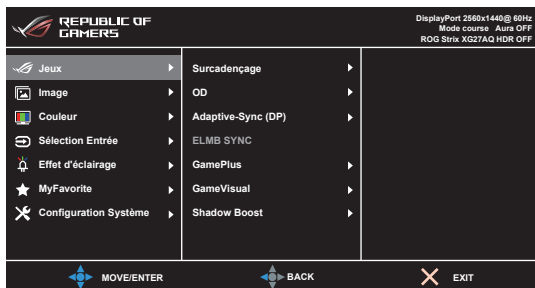 REPUBLIC OF
GAMERS
DisplayPort 2560x1440@ 60Hz
Mode course Aura OFF
ROG Strix XG27AQ HDR OFF
Jeux
Image
Couleur
Sélection Entrée
Effet d'éclairage
MyFavorite
Configuration Système
Surcadençage
OD
Adaptive-Sync (DP)
ELMB SYNC
GamePlus
GameVisual
Shadow Boost
MOVE/ENTER
BACK
EXIT